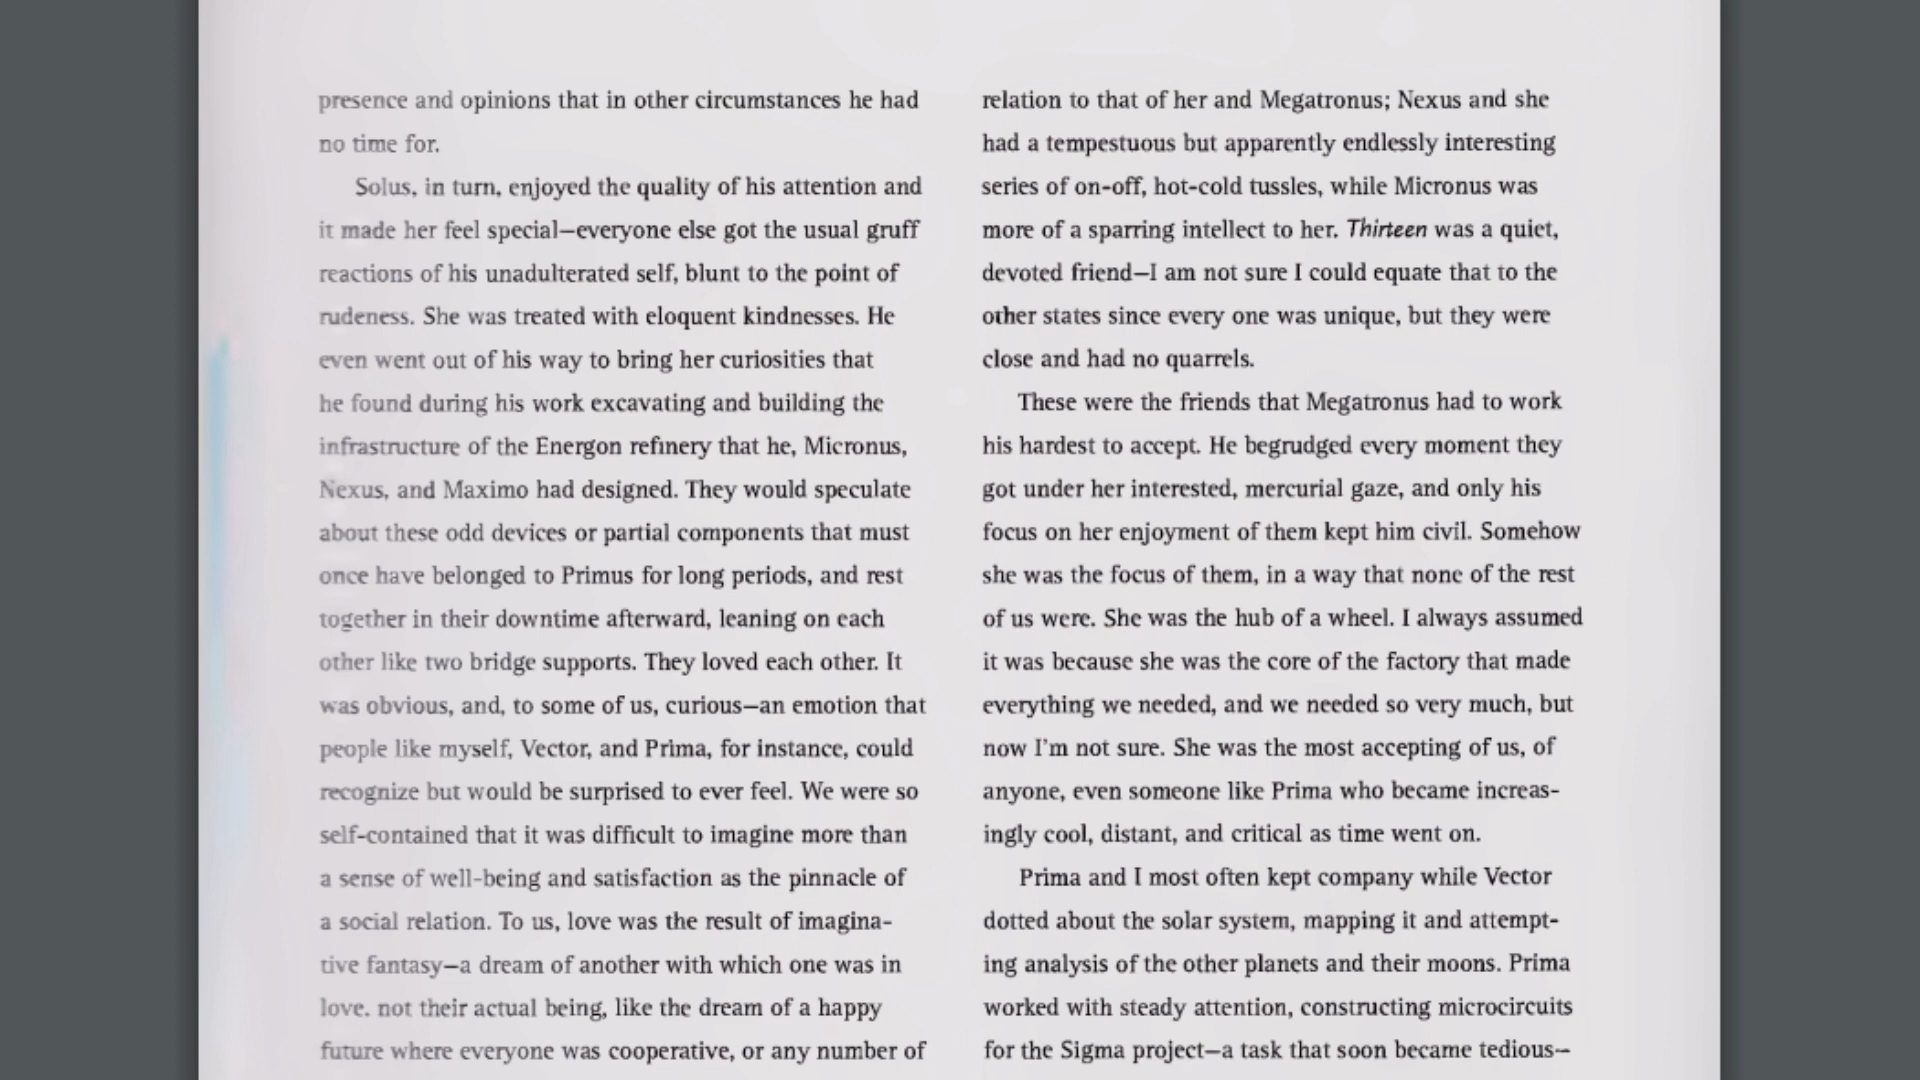 presence and opinions that in other circumstances he had
no time for.
Solus, in turn, enjoyed the quality of his attention and
it made her feel special—everyone else got the usual gruff
reactions of his unadulterated self, blunt to the point of
rudeness. She was treated with eloquent kindnesses. He
even went out of his way to bring her curiosities that
he found during his work excavating and building the
infrastructure of the Energon refinery that he, Micronus,
Nexus, and Maximo had designed. They would speculate
about these odd devices or partial components that must
once have belonged to Primus for long periods, and rest
together in their downtime afterward, leaning on each
other like two bridge supports. They loved each other. It
was obvious, and, to some of us, curious—an emotion that
people like myself, Vector, and Prima, for instance, could
recognize but would be surprised to ever feel. We were so
self-contained that it was difficult to imagine more than
a sense of well-being and satisfaction as the pinnacle of
a social relation. To us, love was the result of imagina-
tive fantasy—a dream of another with which one was in
love. not their actual being, like the dream of a happy
future where everyone was cooperative, or any number of
relation to that of her and Megatronus; Nexus and she
had a tempestuous but apparently endlessly interesting
series of on-off, hot-cold tussles, while Micronus was
more of a sparring intellect to her. Thirteen was a quiet,
devoted friend—I am not sure I could equate that to the
other states since every one was unique, but they were
close and had no quarrels.
These were the friends that Megatronus had to work
his hardest to accept. He begrudged every moment they
got under her interested, mercurial gaze, and only his
focus on her enjoyment of them kept him civil. Somehow
she was the focus of them, in a way that none of the rest
of us were. She was the hub of a wheel. I always assumed
it was because she was the core of the factory that made
everything we needed, and we needed so very much, but
now I'm not sure. She was the most accepting of us, of
anyone, even someone like Prima who became increas-
ingly cool, distant, and critical as time went on.
Prima and I most often kept company while Vector
dotted about the solar system, mapping it and attempt-
ing analysis of the other planets and their moons. Prima
worked with steady attention, constructing microcircuits
for the Sigma project—a task that soon became tedious—